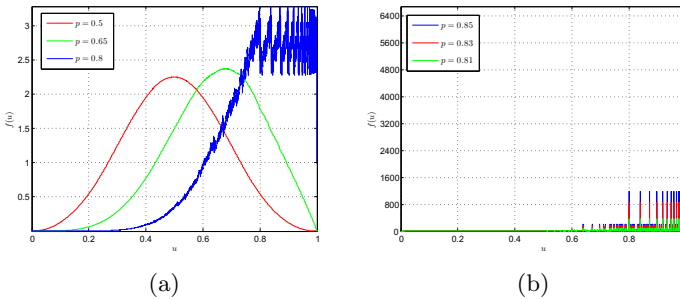 3
2.5
2
1.5
1
0.5
f(u)
p = 0.5
p = 0.65
p = 0.8
0
0.2
0.4
0.6
0.8
1
u
(a)
6400
5600
4800
4000
3200
2400
1600
800
0
f(u)
p = 0.85
p = 0.83
p = 0.81
0
0.2
0.4
0.6
0.8
u
(b)